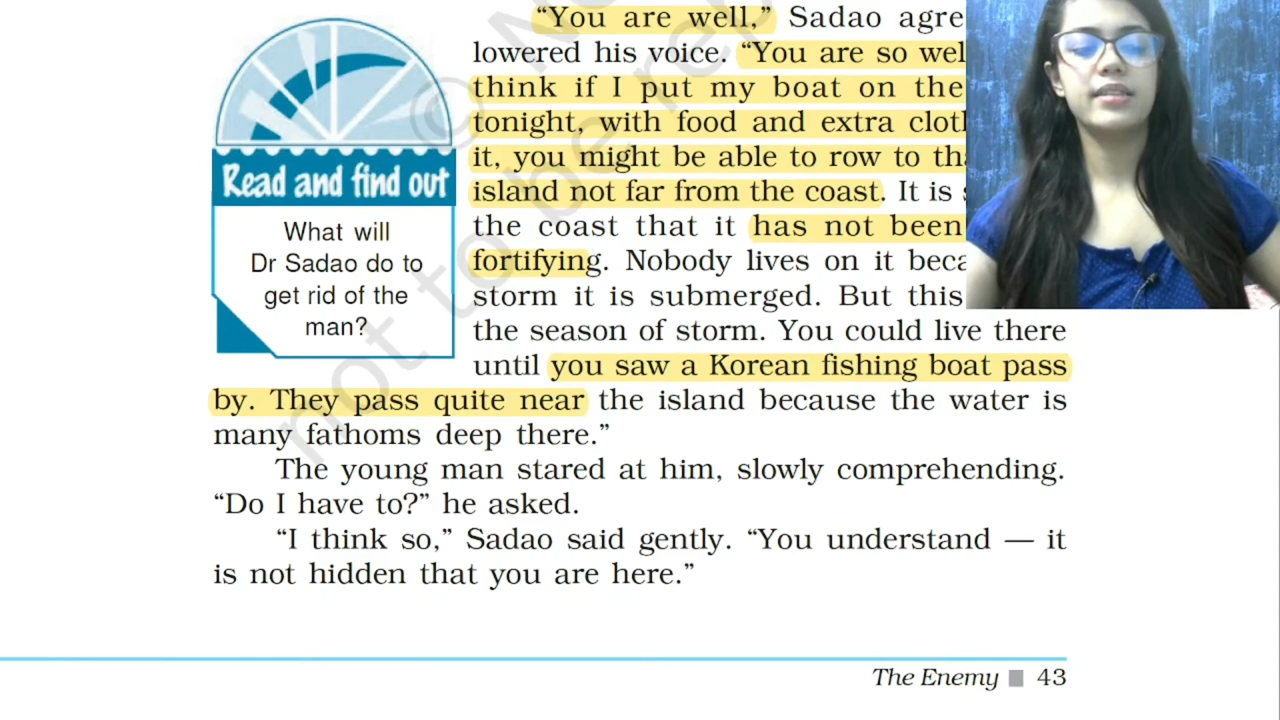 “You are well,” Sadao
lowered his voice. “You are so
think if I put my boat on the
tonight, with food and extra
it, you might be able to row to
island not far from the coast. It is
the coast that it has not been
fortifying. Nobody lives on it
storm it is submerged. But this
the season of storm. You could live there
until you saw a Korean fishing boat pass
by. They pass quite near the island because the water is
many fathoms deep there.”
The young man stared at him, slowly comprehending.
“Do I have to?” he asked.
“I think so,” Sadao said gently. “You understand — it
is not hidden that you are here.”
Read and find out
What will
Dr Sadao do to
get rid of the
man?
The Enemy 43
© N
not to be rep